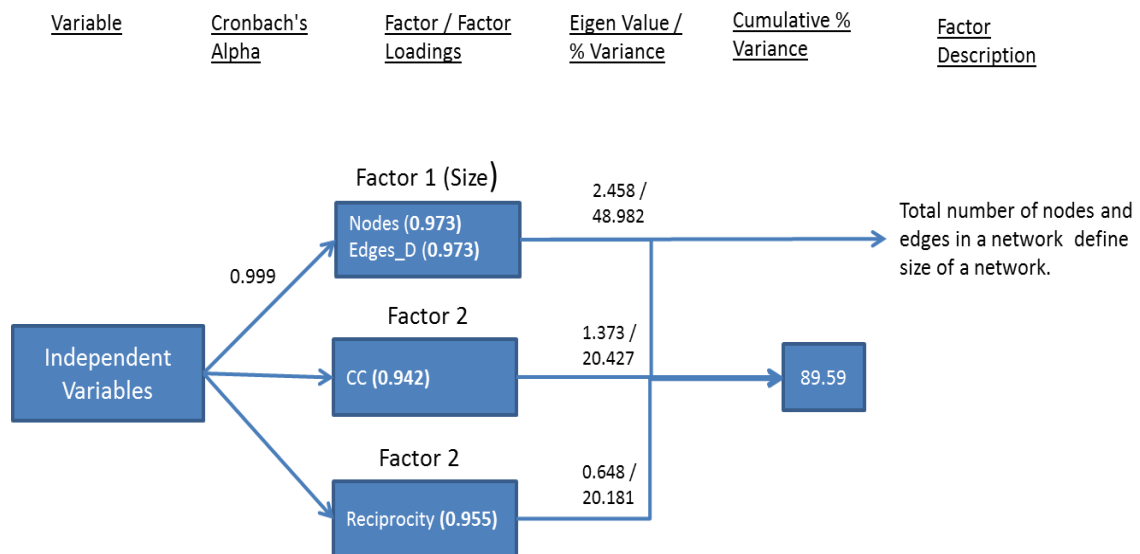 Variable
Cronbach's
Alpha
Factor / Factor
Loadings
Eigen Value /
% Variance
Cumulative %
Variance
Factor
Description
Factor 1 (Size)
Nodes (0.973)
Edges_D (0.973)
2.458 /
48.982
Total number of nodes and
edges in a network define
size of a network.
0.999
Independent
Variables
Factor 2
CC (0.942)
1.373 /
20.427
89.59
Factor 2
Reciprocity (0.955)
0.648 /
20.181